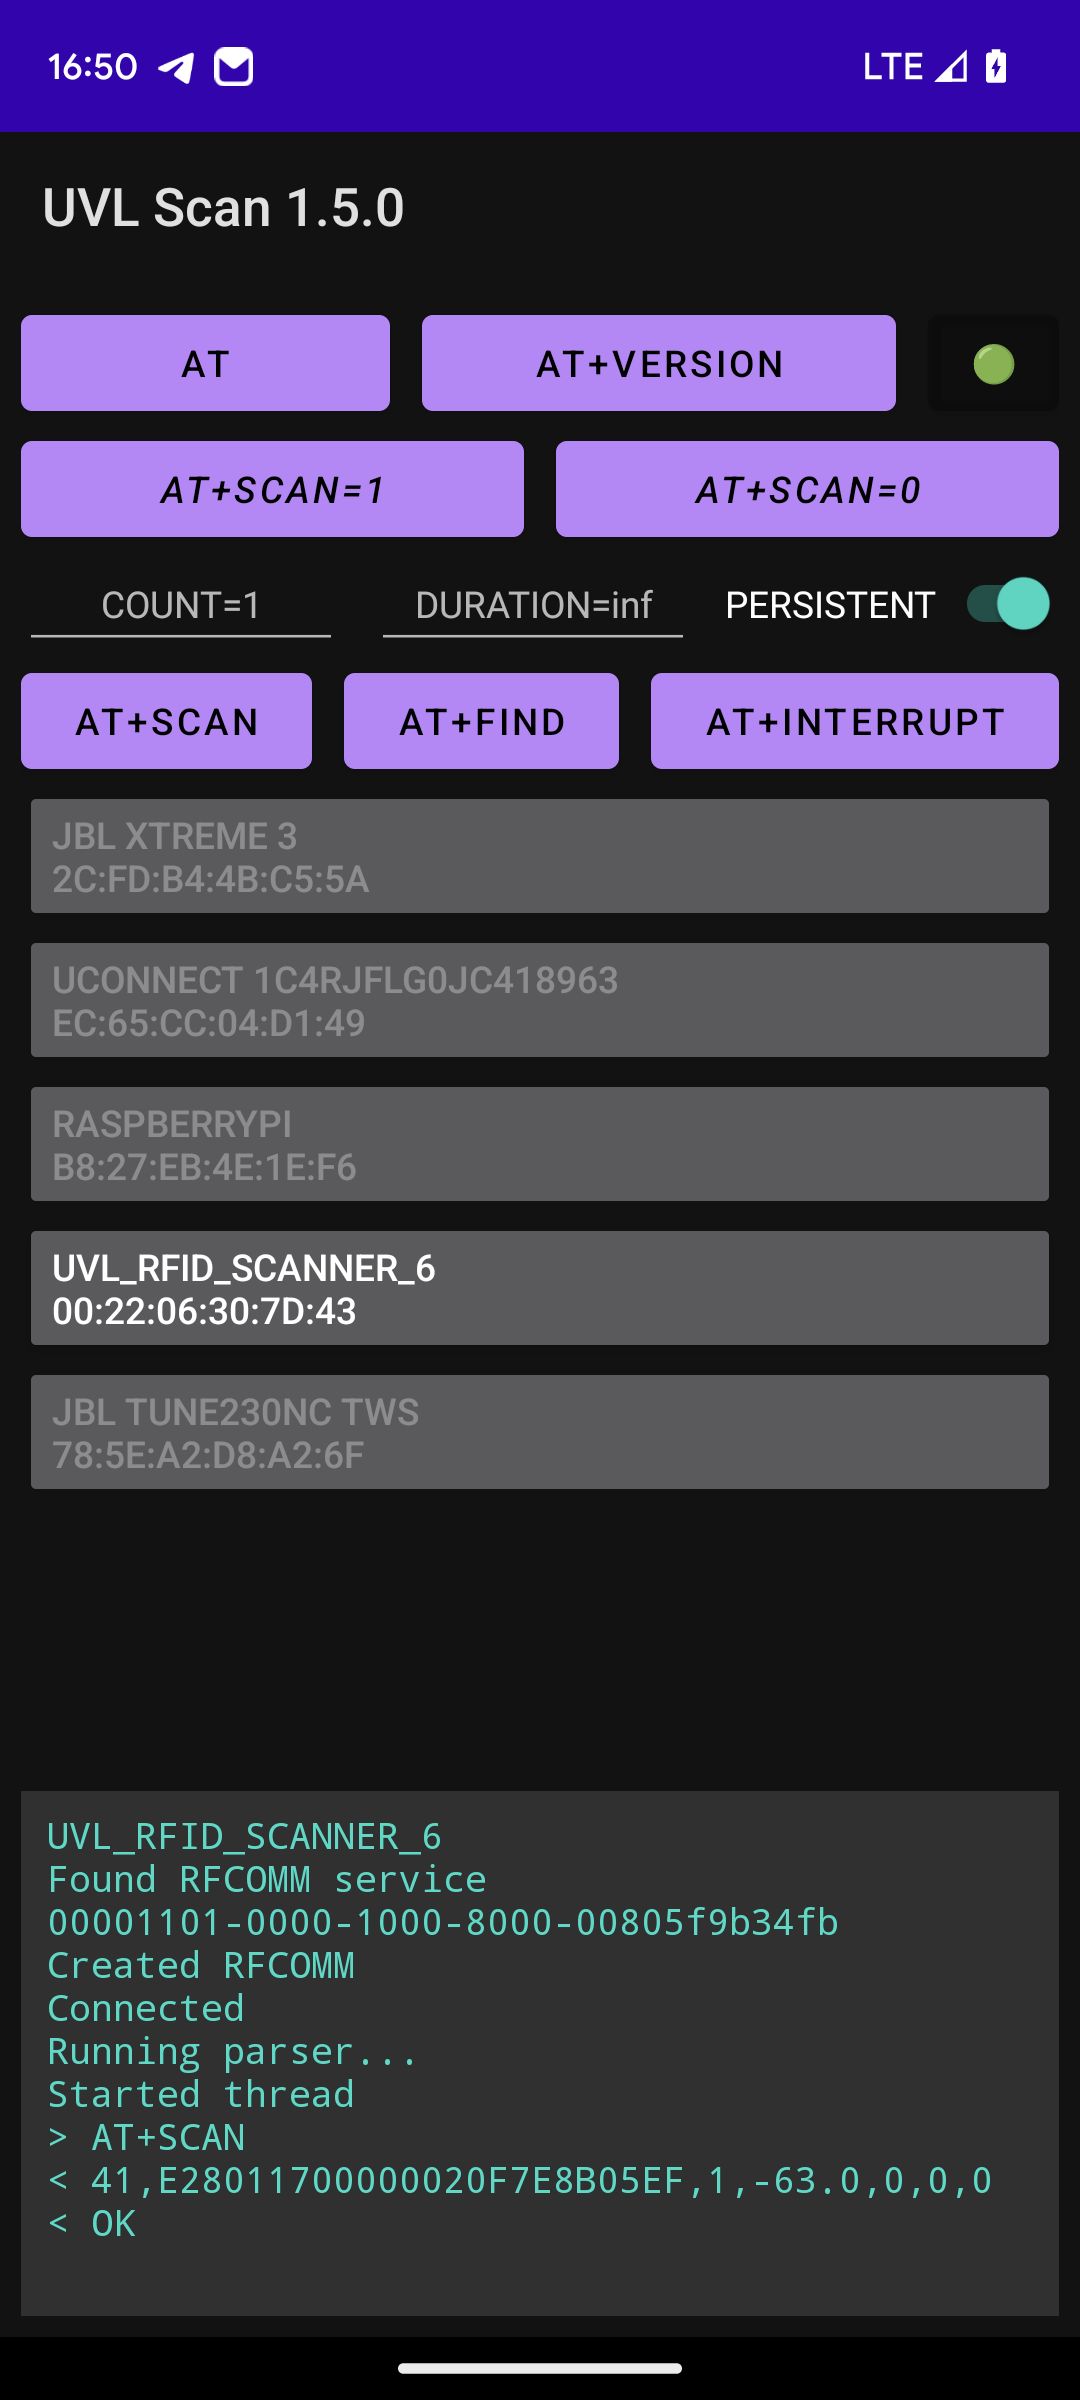 16:50 LTE
UVL Scan 1.5.0
AT AT+VERSION
AT+SCAN=1 AT+SCAN=0
COUNT=1 DURATION=inf PERSISTENT
AT+SCAN AT+FIND AT+INTERRUPT
JBL XTREME 3
2C:FD:B4:4B:C5:5A
UCONNECT 1C4RJFLG0JC418963
EC:65:CC:04:D1:49
RASPBERRYPI
B8:27:EB:4E:1E:F6
UVL_RFID_SCANNER_6
00:22:06:30:7D:43
JBL TUNE230NC TWS
78:5E:A2:D8:A2:6F
UVL_RFID_SCANNER_6
Found RFCOMM service
00001101-0000-1000-8000-00805f9b34fb
Created RFCOMM
Connected
Running parser...
Started thread
> AT+SCAN
< 41,E28011700000020F7E8B05EF,1,-63.0,0,0,0
< OK